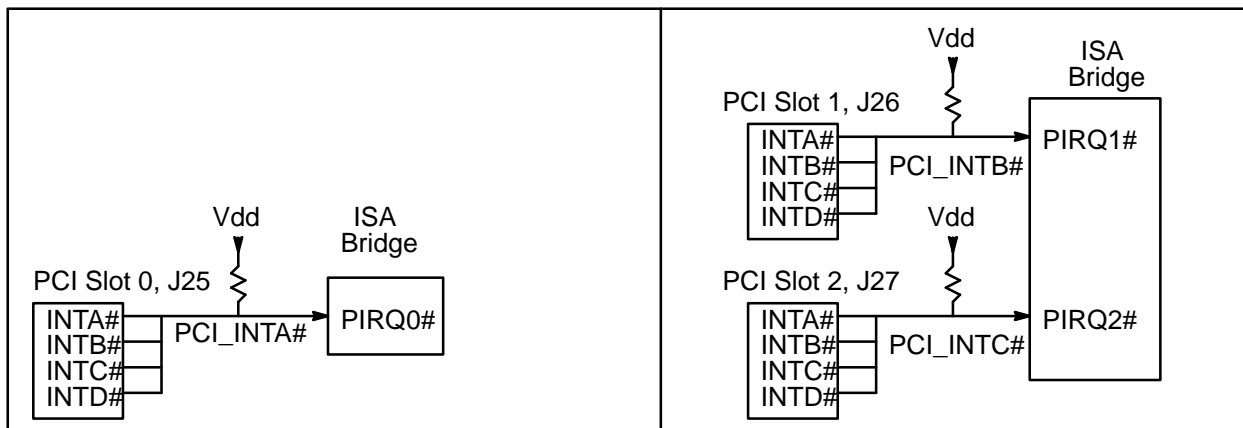 Vdd
ISA
Bridge
PCI Slot 0, J25
INTA#
INTB#
INTC#
INTD#
PCI_INTA#
PIRQ0#
Vdd
ISA
Bridge
PCI Slot 1, J26
INTA#
INTB#
INTC#
INTD#
PCI_INTB#
PIRQ1#
Vdd
PCI Slot 2, J27
INTA#
INTB#
INTC#
INTD#
PCI_INTC#
PIRQ2#